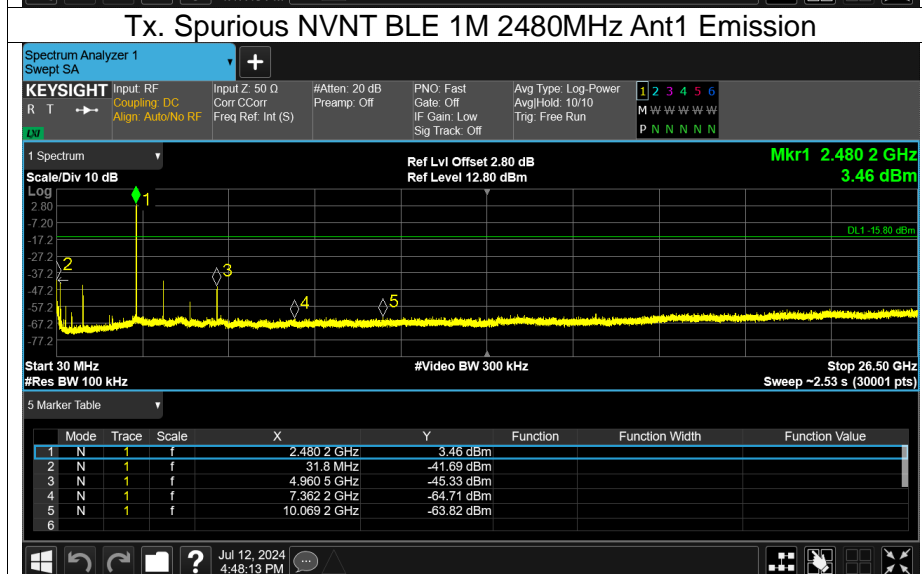 Tx. Spurious NVNT BLE 1M 2480MHz Ant1 Emission
Spectrum Analyzer 1
Swept SA
+
KEYSIGHT Input: RF Input Z: 50 Ω #Atten: 20 dB PNO: Fast Avg Type: Log-Power 1 2 3 4 5 6
R T Coupling: DC Corr CCorr Preamp: Off Gate: Off Avg|Hold: 10/10 M W W W W W
Align: Auto/No RF Freq Ref: Int (S) IF Gain: Low Trig: Free Run
LXI Sig Track: Off P N N N N N
1 Spectrum Ref Lvl Offset 2.80 dB Mkr1 2.480 2 GHz
Scale/Div 10 dB Ref Level 12.80 dBm 3.46 dBm
Log
1
2.80
-7.20
DL1 -15.80 dBm
-17.2
-27.2
2
3
-37.2
-47.2
4
5
-57.2
-67.2
-77.2
Start 30 MHz #Video BW 300 kHz Stop 26.50 GHz
#Res BW 100 kHz Sweep ~2.53 s (30001 pts)
5 Marker Table
Mode Trace Scale X Y Function Function Width Function Value
1 N 1 f 2.480 2 GHz 3.46 dBm
2 N 1 f 31.8 MHz -41.69 dBm
3 N 1 f 4.960 5 GHz -45.33 dBm
4 N 1 f 7.362 2 GHz -64.71 dBm
5 N 1 f 10.069 2 GHz -63.82 dBm
6
? Jul 12, 2024
4:48:13 PM